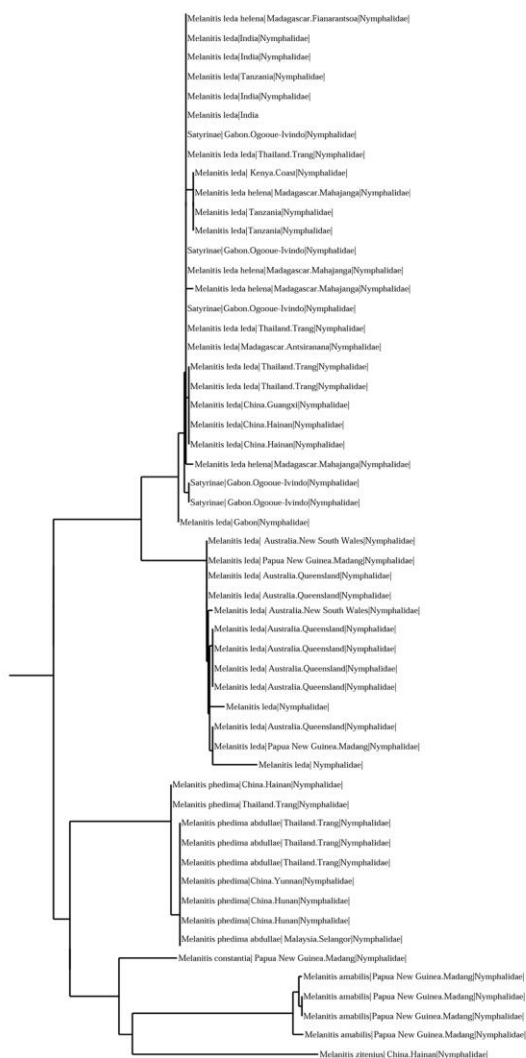 Melanitis leda helena|Madagascar.Fianarantsoa|Nymphalidae|
Melanitis leda|India|Nymphalidae|
Melanitis leda|India|Nymphalidae|
Melanitis leda|Tanzania|Nymphalidae|
Melanitis leda|India|Nymphalidae|
Melanitis leda|India
Satyrinae|Gabon.Ogooue-Ivindo|Nymphalidae|
Melanitis leda leda|Thailand.Trang|Nymphalidae|
Melanitis leda| Kenya.Coast|Nymphalidae|
Melanitis leda helena|Madagascar.Mahajanga|Nymphalidae|
Melanitis leda|Tanzania|Nymphalidae|
Melanitis leda|Tanzania|Nymphalidae|
Satyrinae|Gabon.Ogooue-Ivindo|Nymphalidae|
Melanitis leda helena|Madagascar.Mahajanga|Nymphalidae|
Melanitis leda helena|Madagascar.Mahajanga|Nymphalidae|
Satyrinae|Gabon.Ogooue-Ivindo|Nymphalidae|
Melanitis leda leda|Thailand.Trang|Nymphalidae|
Melanitis leda|Madagascar.Antsiranana|Nymphalidae|
Melanitis leda leda|Thailand.Trang|Nymphalidae|
Melanitis leda leda|Thailand.Trang|Nymphalidae|
Melanitis leda|China.Guangxi|Nymphalidae|
Melanitis leda|China.Hainan|Nymphalidae|
Melanitis leda|China.Hainan|Nymphalidae|
Melanitis leda helena|Madagascar.Mahajanga|Nymphalidae|
Satyrinae|Gabon.Ogooue-Ivindo|Nymphalidae|
Satyrinae|Gabon.Ogooue-Ivindo|Nymphalidae|
Melanitis leda|Gabon|Nymphalidae|
Melanitis leda| Australia.New South Wales|Nymphalidae|
Melanitis leda|Papua New Guinea.Madang|Nymphalidae|
Melanitis leda|Australia.Queensland|Nymphalidae|
Melanitis leda|Australia.Queensland|Nymphalidae|
Melanitis leda| Australia.New South Wales|Nymphalidae|
Melanitis leda|Australia.Queensland|Nymphalidae|
Melanitis leda|Australia.Queensland|Nymphalidae|
Melanitis leda| Australia.Queensland|Nymphalidae|
Melanitis leda|Australia.Queensland|Nymphalidae|
Melanitis leda|Nymphalidae|
Melanitis leda|Australia.Queensland|Nymphalidae|
Melanitis leda|Papua New Guinea.Madang|Nymphalidae|
Melanitis leda| Nymphalidae|
Melanitis phedima|China.Hainan|Nymphalidae|
Melanitis phedima|Thailand.Trang|Nymphalidae|
Melanitis phedima abdullae|Thailand.Trang|Nymphalidae|
Melanitis phedima abdullae|Thailand.Trang|Nymphalidae|
Melanitis phedima abdullae|Thailand.Trang|Nymphalidae|
Melanitis phedima|China.Yunnan|Nymphalidae|
Melanitis phedima|China.Hunan|Nymphalidae|
Melanitis phedima|China.Hunan|Nymphalidae|
Melanitis phedima abdullae|Malaysia.Selangor|Nymphalidae|
Melanitis constantia| Papua New Guinea.Madang|Nymphalidae|
Melanitis amabilis|Papua New Guinea.Madang|Nymphalidae|
Melanitis amabilis|Papua New Guinea.Madang|Nymphalidae|
Melanitis amabilis|Papua New Guinea.Madang|Nymphalidae|
Melanitis amabilis|Papua New Guinea.Madang|Nymphalidae|
Melanitis zitenius|China.Hainan|Nymphalidae|